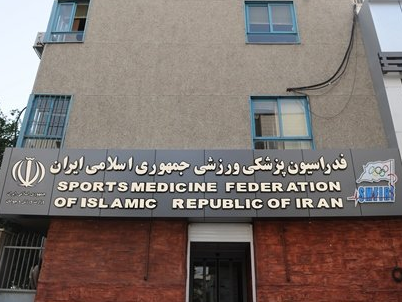 فدراسیون پزشکی ورزشی جمهوری اسلامی ایران
SPORTS MEDICINE FEDERATION
OF ISLAMIC REPUBLIC OF IRAN